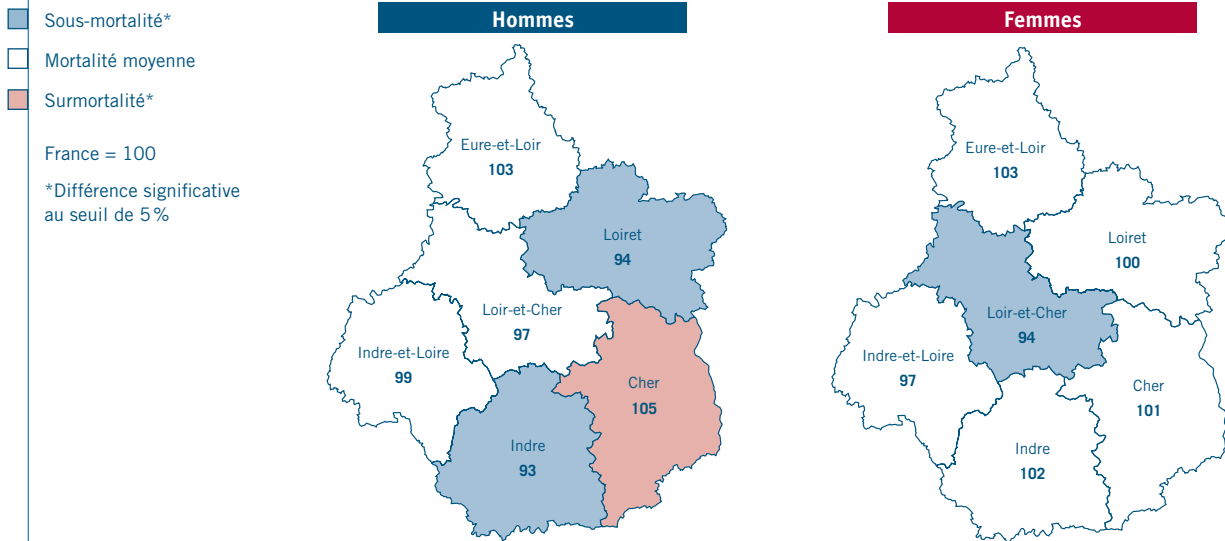 Sous-mortalité*
Mortalité moyenne
Surmortalité*
France = 100
*Différence significative
au seuil de 5 %
Hommes
Eure-et-Loir
103
Loiret
94
Loir-et-Cher
97
Indre-et-Loire
99
Cher
105
Indre
93
Femmes
Eure-et-Loir
103
Loiret
100
Loir-et-Cher
94
Indre-et-Loire
97
Cher
101
Indre
102